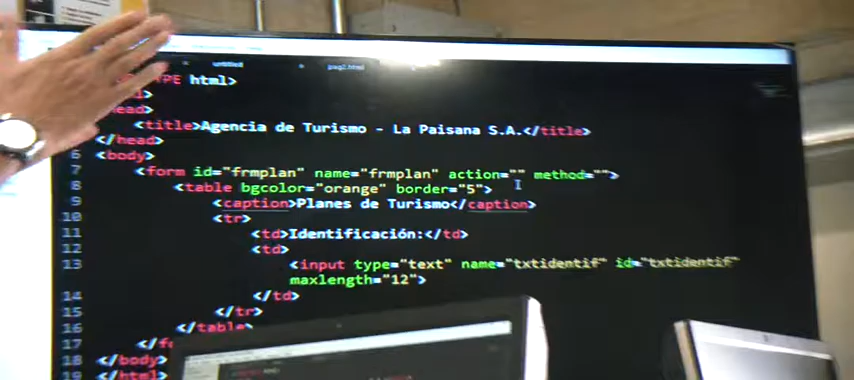 untitled
pag2.html
TYPE html>
<title>Agencia de Turismo - La Paisana S.A.</title>
</head>
6 <body>
7 <form id="frmplan" name="frmplan" action="" method="">
8 <table bgcolor="orange" border="5">
9 <caption>Planes de Turismo</caption>
10 <tr>
11 <td>Identificación:</td>
12 <td>
13 <input type="text" name="txtidentif" id="txtidentif"
maxlength="12">
14 </td>
15 </tr>
16 </table>
17
18 </body>
19 </html>